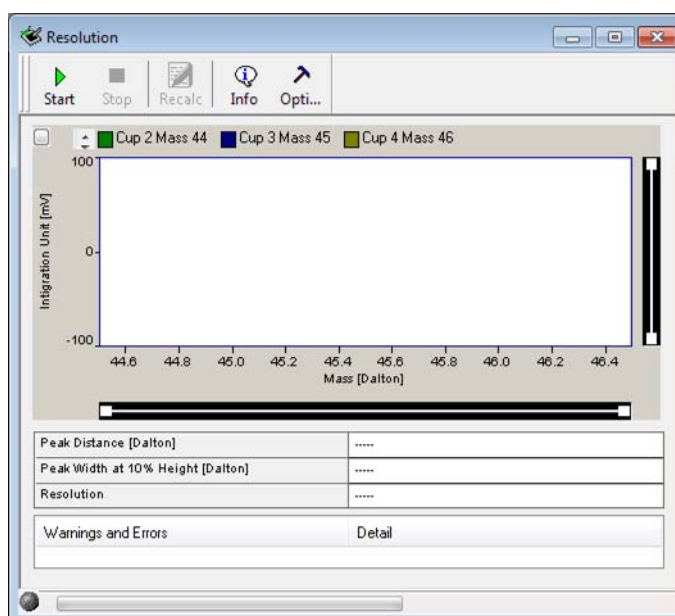 Resolution
Start Stop Recalc Info Opti...
Cup 2 Mass 44 Cup 3 Mass 45 Cup 4 Mass 46
Intigration Unit [mV]
100
0
-100
44.6 44.8 45.0 45.2 45.4 45.6 45.8 46.0 46.2 46.4
Mass [Dalton]
Peak Distance [Dalton] -----
Peak Width at 10% Height [Dalton] -----
Resolution -----
Warnings and Errors Detail